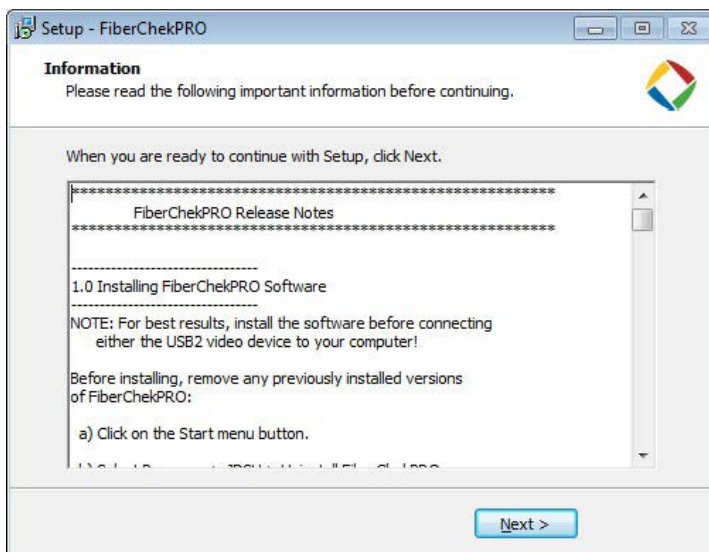 Setup - FiberChekPRO
Information
Please read the following important information before continuing.
When you are ready to continue with Setup, click Next.
*********************************************************
FiberChekPRO Release Notes
*********************************************************
---------------------------------
1.0 Installing FiberChekPRO Software
---------------------------------
NOTE: For best results, install the software before connecting
either the USB2 video device to your computer!
Before installing, remove any previously installed versions
of FiberChekPRO:
a) Click on the Start menu button.
Next >